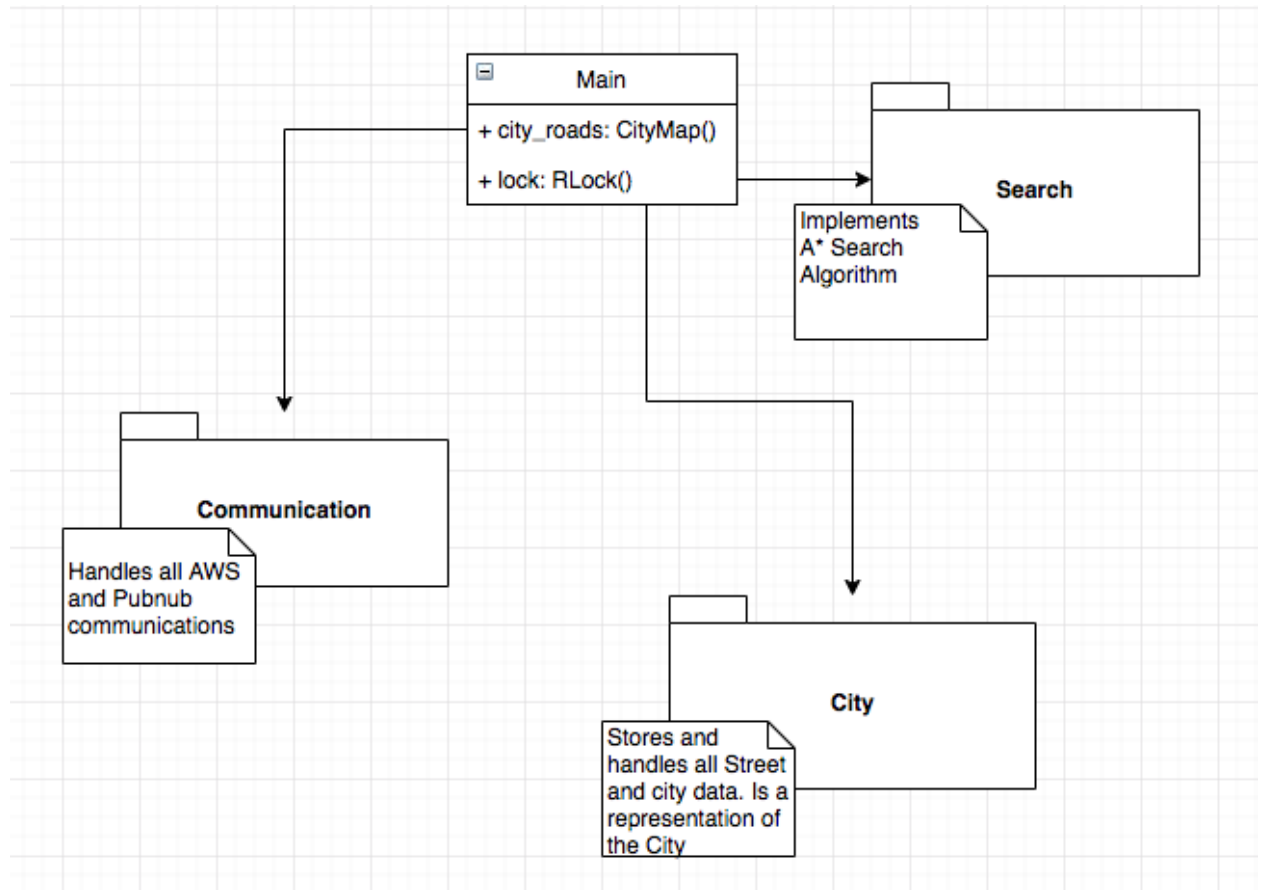 Main
+ city_roads: CityMap()
+ lock: RLock()
Search
Implements
A* Search
Algorithm
Communication
Handles all AWS
and Pubnub
communications
City
Stores and
handles all Street
and city data. Is a
representation of
the City